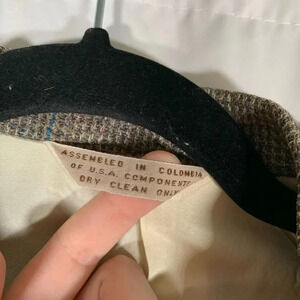 ASSEMBLED IN COLOMBIA
OF U.S.A. COMPONENTS
DRY CLEAN ONLY